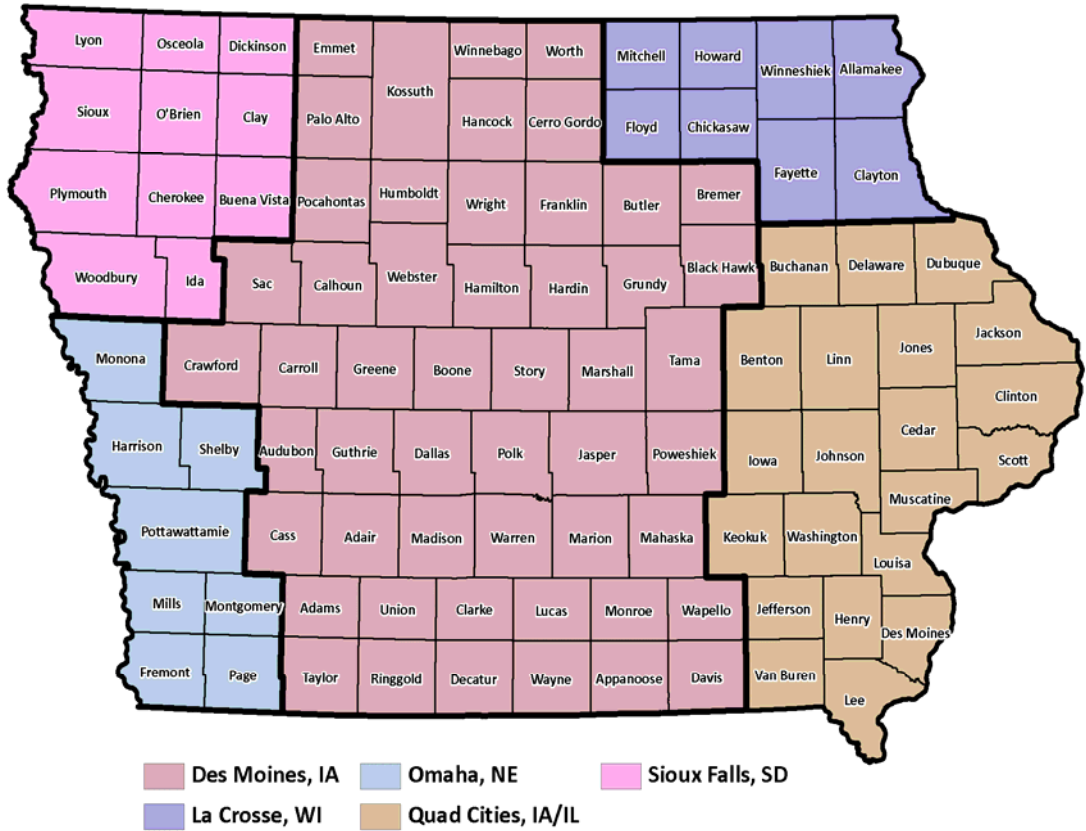 Lyon Osceola Dickinson Emmet Winnebago Worth Mitchell Howard Winneshiek Allamakee
Sioux O'Brien Clay Palo Alto Kossuth Hancock Cerro Gordo Floyd Chickasaw
Plymouth Cherokee Buena Vista Pocahontas Humboldt Wright Franklin Butler Bremer Fayette Clayton
Woodbury Ida Sac Calhoun Webster Hamilton Hardin Grundy Black Hawk Buchanan Delaware Dubuque
Monona Crawford Carroll Greene Boone Story Marshall Tama Benton Linn Jones Jackson
Clinton
Harrison Shelby Audubon Guthrie Dallas Polk Jasper Poweshiek Iowa Johnson Cedar Scott
Muscatine
Pottawattamie Cass Adair Madison Warren Marion Mahaska Keokuk Washington Louisa
Mills Montgomery Adams Union Clarke Lucas Monroe Wapello Jefferson Henry Des Moines
Fremont Page Taylor Ringgold Decatur Wayne Appanoose Davis Van Buren Lee
Des Moines, IA Omaha, NE Sioux Falls, SD
La Crosse, WI Quad Cities, IA/IL